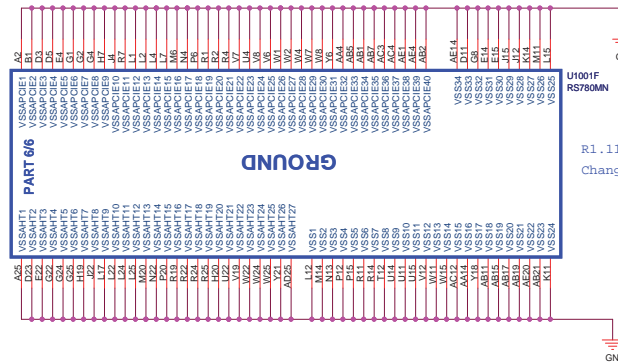 A2 B1 D3 D5 E4 G1 G2 G4 H7 J4 R7 L1 L2 L4 L7 M6 N4 P6 R1 R2 R4 V7 U4 V8 V6 W1 W2 W4 W7 W8 Y6 AA4 AB5 AB1 AB7 AC3 AC4 AE1 AE4 AB2 AE14 D11 G8 E14 E15 J15 J12 K14 M11 L15
VSSAPCIE1 VSSAPCIE2 VSSAPCIE3 VSSAPCIE4 VSSAPCIE5 VSSAPCIE6 VSSAPCIE7 VSSAPCIE8 VSSAPCIE9 VSSAPCIE10 VSSAPCIE11 VSSAPCIE12 VSSAPCIE13 VSSAPCIE14 VSSAPCIE15 VSSAPCIE16 VSSAPCIE17 VSSAPCIE18 VSSAPCIE19 VSSAPCIE20 VSSAPCIE21 VSSAPCIE22 VSSAPCIE23 VSSAPCIE24 VSSAPCIE25 VSSAPCIE26 VSSAPCIE27 VSSAPCIE28 VSSAPCIE29 VSSAPCIE30 VSSAPCIE31 VSSAPCIE32 VSSAPCIE33 VSSAPCIE34 VSSAPCIE35 VSSAPCIE36 VSSAPCIE37 VSSAPCIE38 VSSAPCIE39 VSSAPCIE40 VSS34 VSS33 VSS32 VSS31 VSS30 VSS29 VSS28 VSS27 VSS26 VSS25
U1001F
RS780MN
PART 6/6
GROUND
R1.11
Chang
VSSAHT1 VSSAHT2 VSSAHT3 VSSAHT4 VSSAHT5 VSSAHT6 VSSAHT7 VSSAHT8 VSSAHT9 VSSAHT10 VSSAHT11 VSSAHT12 VSSAHT13 VSSAHT14 VSSAHT15 VSSAHT16 VSSAHT17 VSSAHT18 VSSAHT19 VSSAHT20 VSSAHT21 VSSAHT22 VSSAHT23 VSSAHT24 VSSAHT25 VSSAHT26 VSSAHT27 VSS1 VSS2 VSS3 VSS4 VSS5 VSS6 VSS7 VSS8 VSS9 VSS10 VSS11 VSS12 VSS13 VSS14 VSS15 VSS16 VSS17 VSS18 VSS19 VSS20 VSS21 VSS22 VSS23 VSS24
A25 D23 E22 G22 G24 G25 H19 J22 L17 L22 L24 L25 M20 N22 P20 R19 R22 R24 R25 H20 U22 V19 W22 W24 W25 Y21 AD25 L12 M14 N13 P12 P15 R11 R14 T12 U14 U11 U15 V12 W11 W15 AC12 AA14 Y18 AB11 AB15 AB17 AB19 AE20 AB21 K11
GN